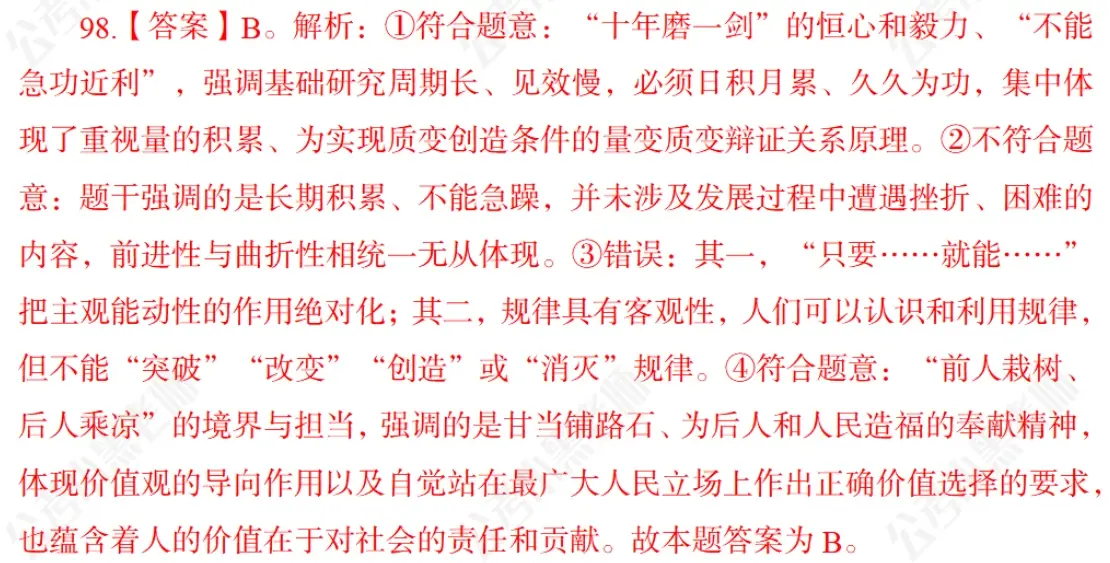 98.【答案】B。解析：①符合题意：“十年磨一剑”的恒心和毅力、“不能
急功近利”，强调基础研究周期长、见效慢，必须日积月累、久久为功，集中体
现了重视量的积累、为实现质变创造条件的量变质变辩证关系原理。②不符合题
意：题干强调的是长期积累、不能急躁，并未涉及发展过程中遭遇挫折、困难的
内容，前进性与曲折性相统一无从体现。③错误：其一，“只要……就能……”
把主观能动性的作用绝对化；其二，规律具有客观性，人们可以认识和利用规律，
但不能“突破”“改变”“创造”或“消灭”规律。④符合题意：“前人栽树、
后人乘凉”的境界与担当，强调的是甘当铺路石、为后人和人民造福的奉献精神，
体现价值观的导向作用以及自觉站在最广大人民立场上作出正确价值选择的要求，
也蕴含着人的价值在于对社会的责任和贡献。故本题答案为 B。